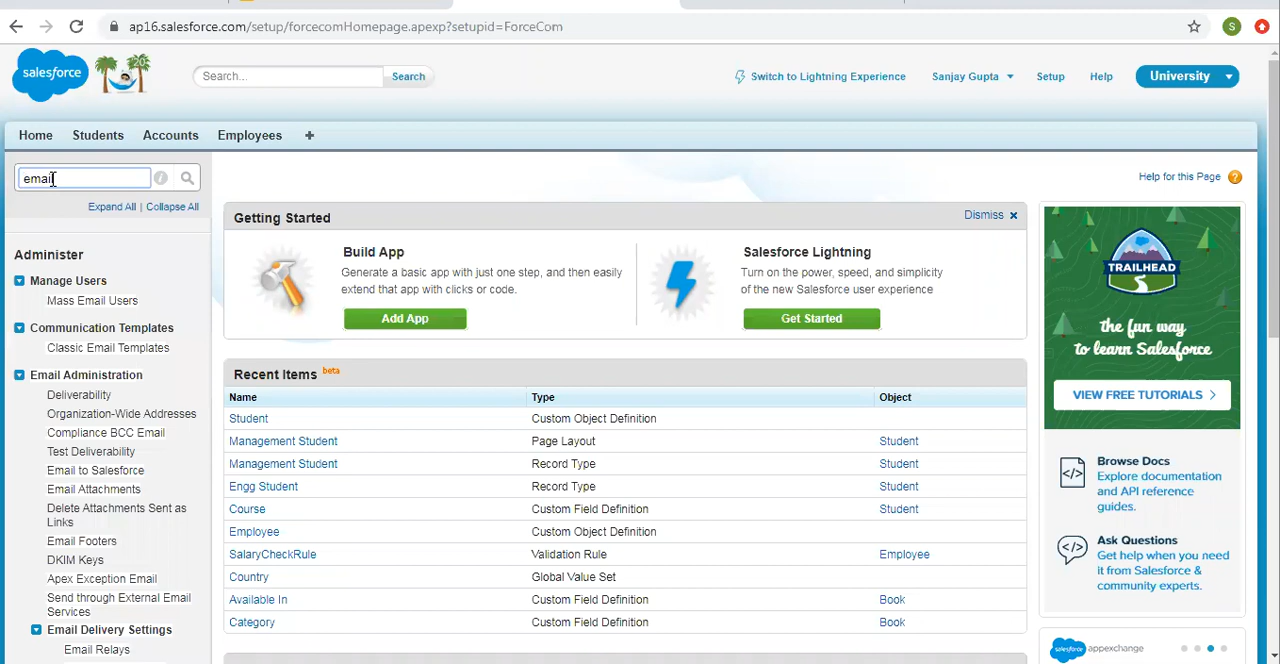 ap16.salesforce.com/setup/forcecomHomepage.apexp?setupid=ForceCom
S
salesforce
Search...
Search
Switch to Lightning Experience
Sanjay Gupta
Setup
Help
University
Home
Students
Accounts
Employees
+
email
i
Expand All | Collapse All
Help for this Page ?
Administer
Manage Users
Mass Email Users
Communication Templates
Classic Email Templates
Email Administration
Deliverability
Organization-Wide Addresses
Compliance BCC Email
Test Deliverability
Email to Salesforce
Email Attachments
Delete Attachments Sent as
Links
Email Footers
DKIM Keys
Apex Exception Email
Send through External Email
Services
Email Delivery Settings
Email Relays
Getting Started
Dismiss
Build App
Generate a basic app with just one step, and then easily
extend that app with clicks or code.
Add App
Salesforce Lightning
Turn on the power, speed, and simplicity
of the new Salesforce user experience
Get Started
Recent Items beta
Name Type Object
Student Custom Object Definition
Management Student Page Layout Student
Management Student Record Type Student
Engg Student Record Type Student
Course Custom Field Definition Student
Employee Custom Object Definition
SalaryCheckRule Validation Rule Employee
Country Global Value Set
Available In Custom Field Definition Book
Category Custom Field Definition Book
TRAILHEAD
the fun way
to learn Salesforce
VIEW FREE TUTORIALS
</> Browse Docs
Explore documentation
and API reference
guides.
</> Ask Questions
Get help when you need
it from Salesforce &
community experts.
salesforce appexchange